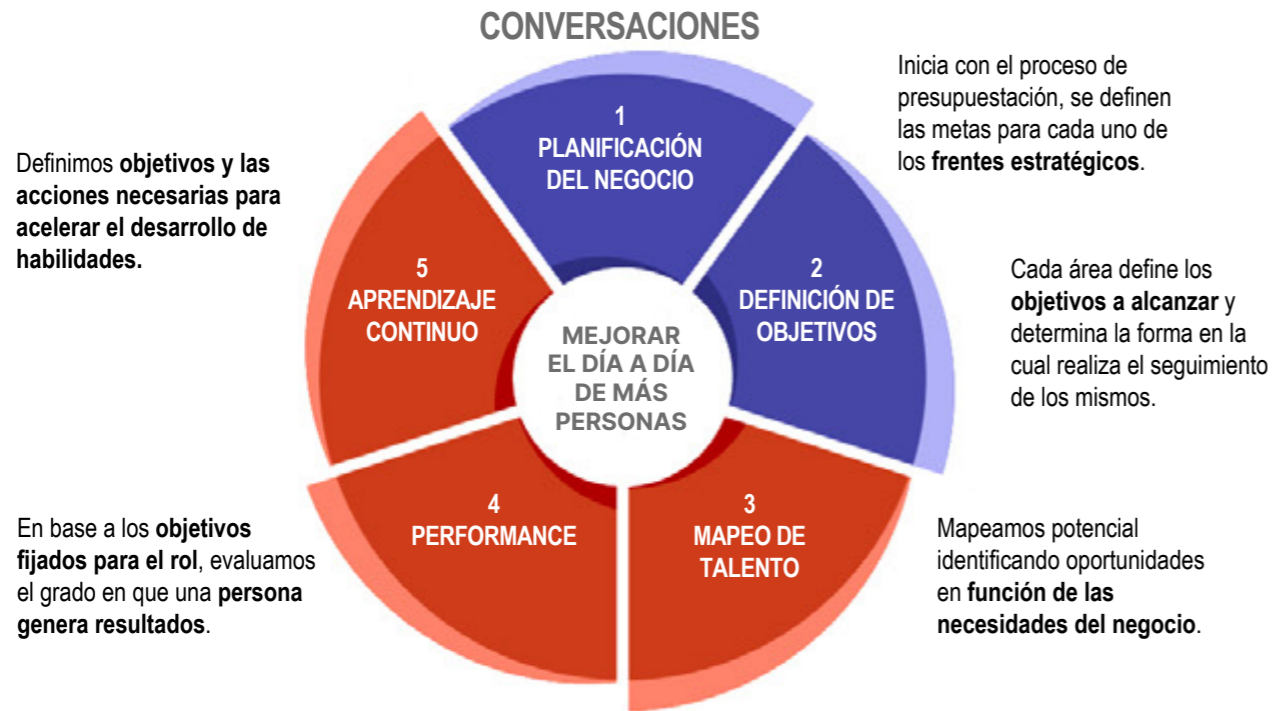 CONVERSACIONES
1
PLANIFICACIÓN
DEL NEGOCIO
Inicia con el proceso de
presupuestación, se definen
las metas para cada uno de
los frentes estratégicos.
2
DEFINICIÓN DE
OBJETIVOS
Cada área define los
objetivos a alcanzar y
determina la forma en la
cual realiza el seguimiento
de los mismos.
3
MAPEO DE
TALENTO
Mapeamos potencial
identificando oportunidades
en función de las
necesidades del negocio.
4
PERFORMANCE
En base a los objetivos
fijados para el rol, evaluamos
el grado en que una persona
genera resultados.
5
APRENDIZAJE
CONTINUO
Definimos objetivos y las
acciones necesarias para
acelerar el desarrollo de
habilidades.
MEJORAR
EL DÍA A DÍA
DE MÁS
PERSONAS